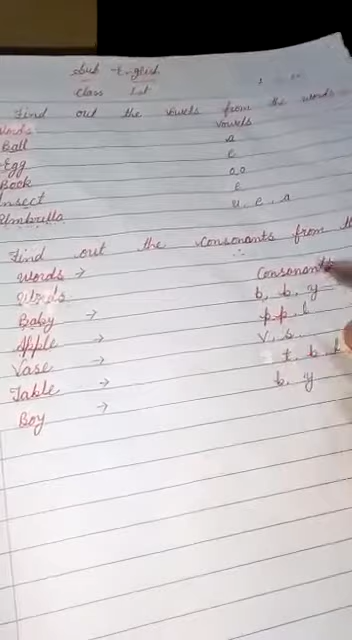 sub - English
Class 1st
Find out the vowels from the words
Words Vowels
Ball a
Egg e
Book o,o
Insect e
Umbrella u, e, a
Find out the consonants from the
Words → Consonants
Words
Baby → b, b, y
Apple → p p, l
Vase → v, s
Table → t, b, l
Boy → b, y